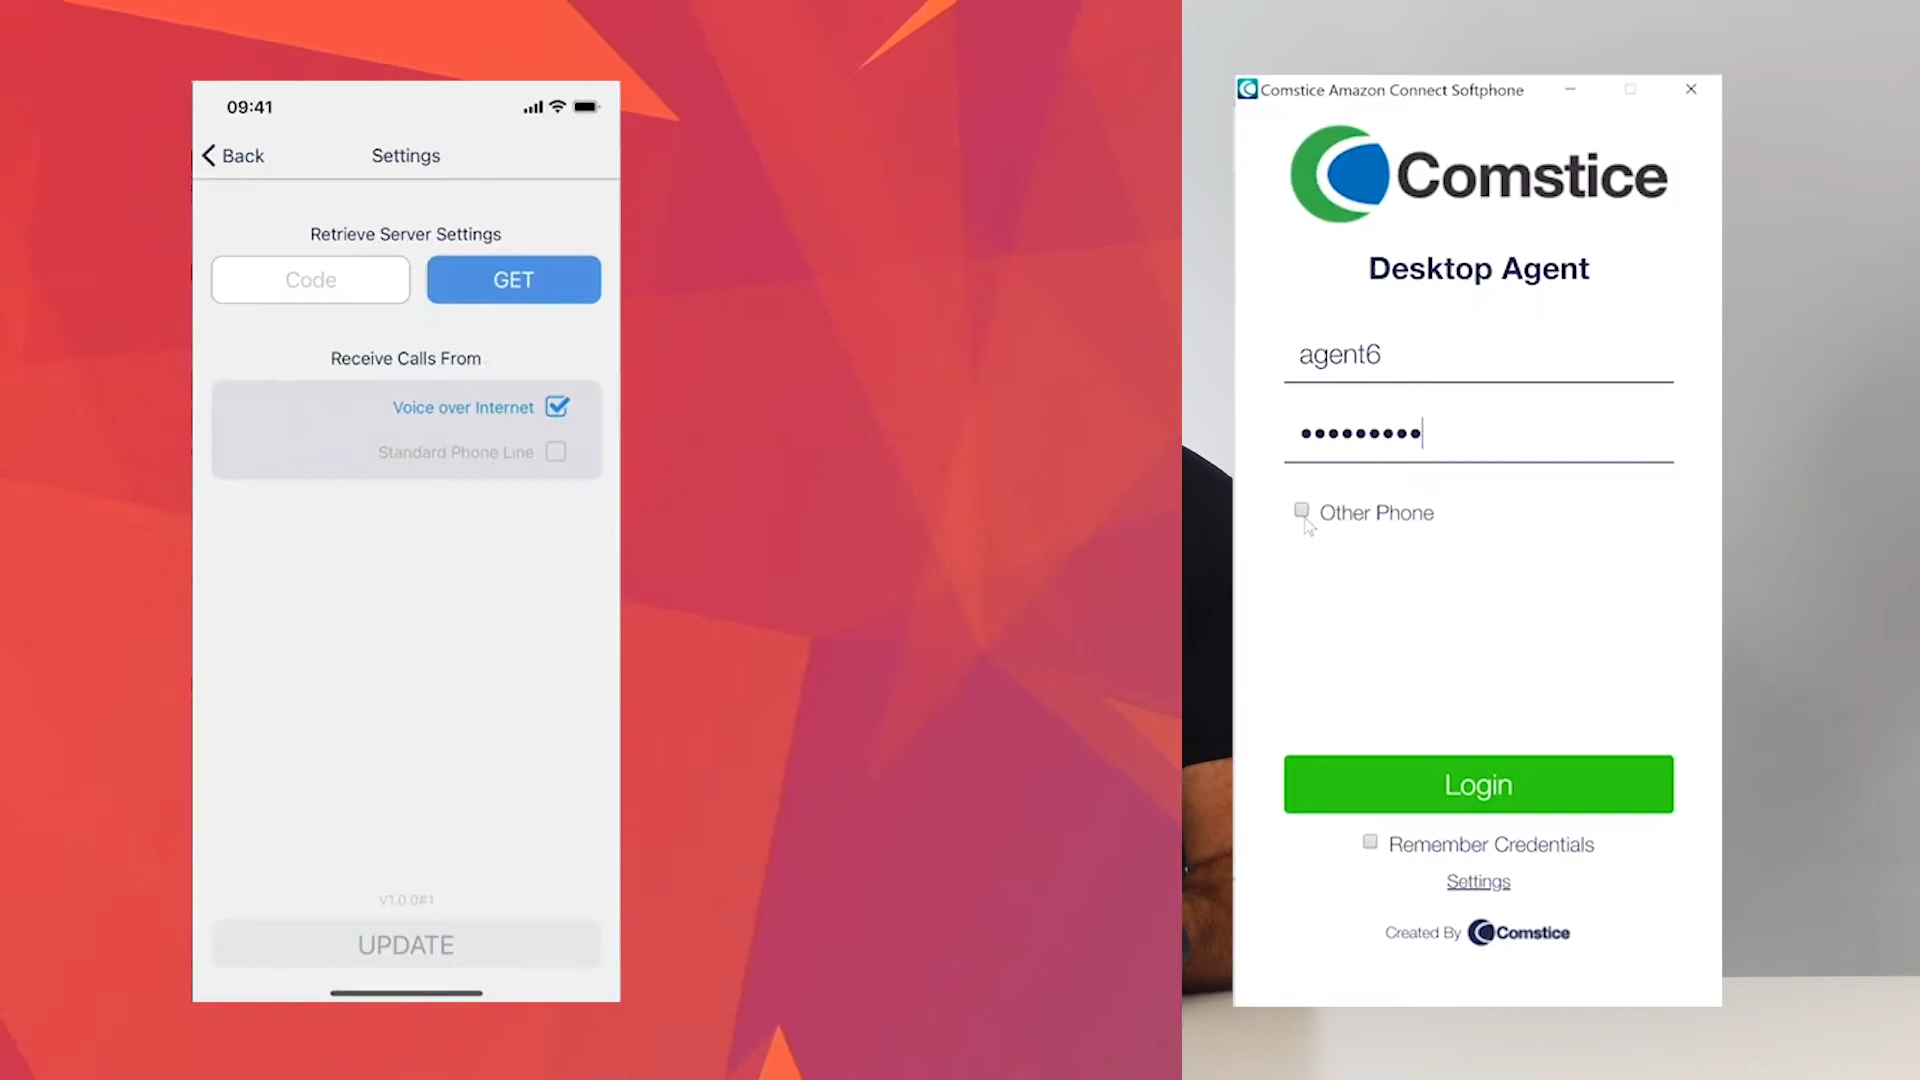 09:41
Back
Settings
Retrieve Server Settings
Code
GET
Receive Calls From
Voice over Internet
Standard Phone Line
V1.0.0#1
UPDATE
Comstice Amazon Connect Softphone
Comstice
Desktop Agent
agent6
Other Phone
Login
Remember Credentials
Settings
Created By Comstice